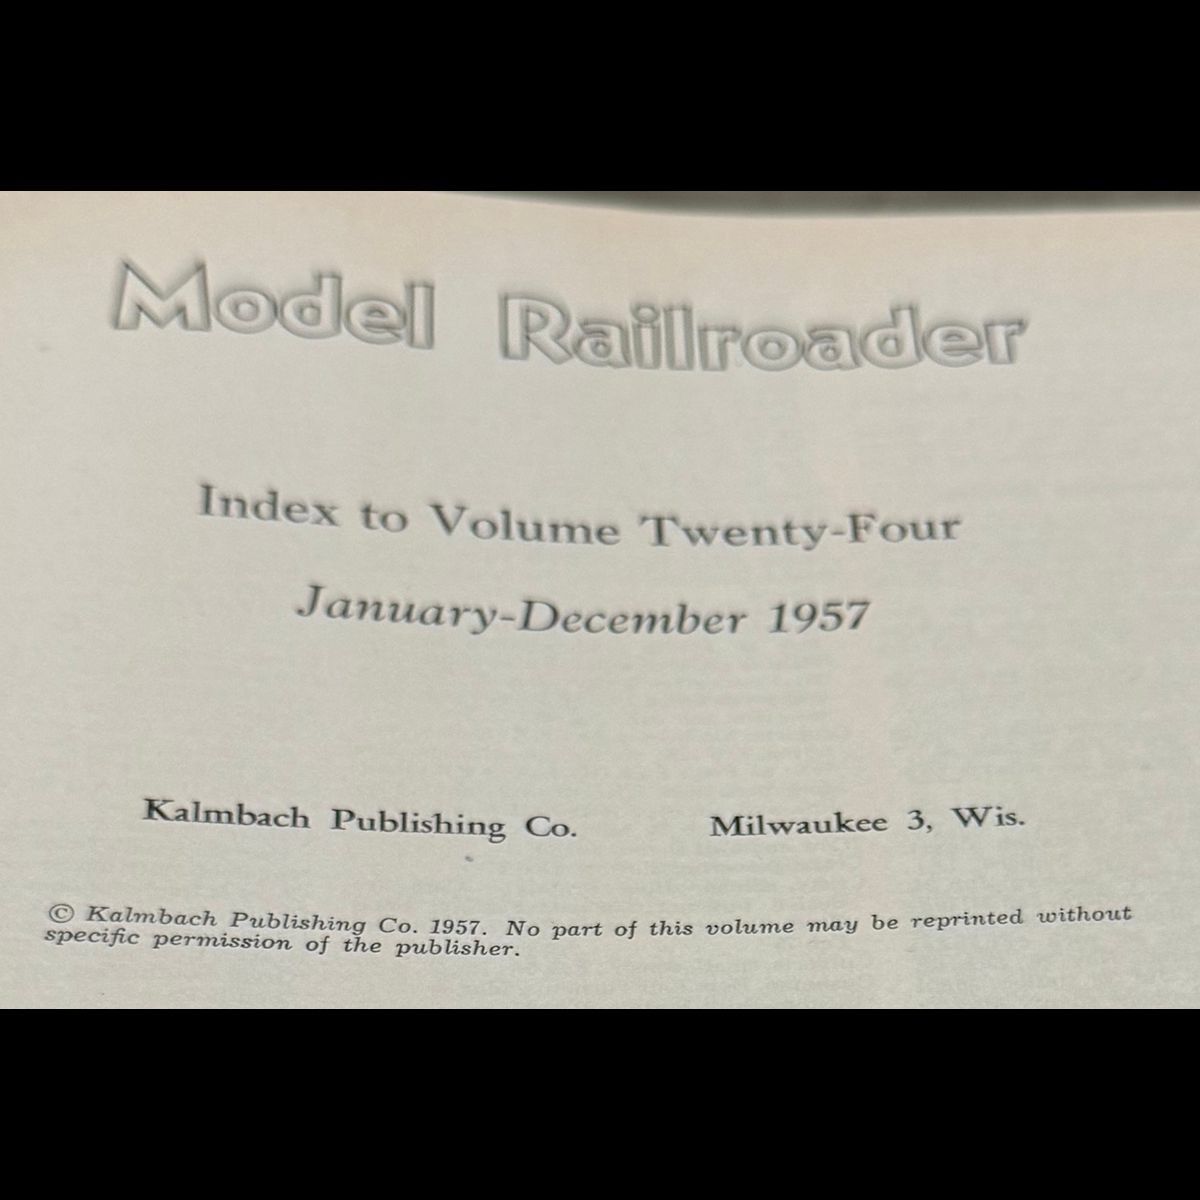 Model Railroader
Index to Volume Twenty-Four
January-December 1957
Kalmbach Publishing Co. Milwaukee 3, Wis.
© Kalmbach Publishing Co. 1957. No part of this volume may be reprinted without
specific permission of the publisher.